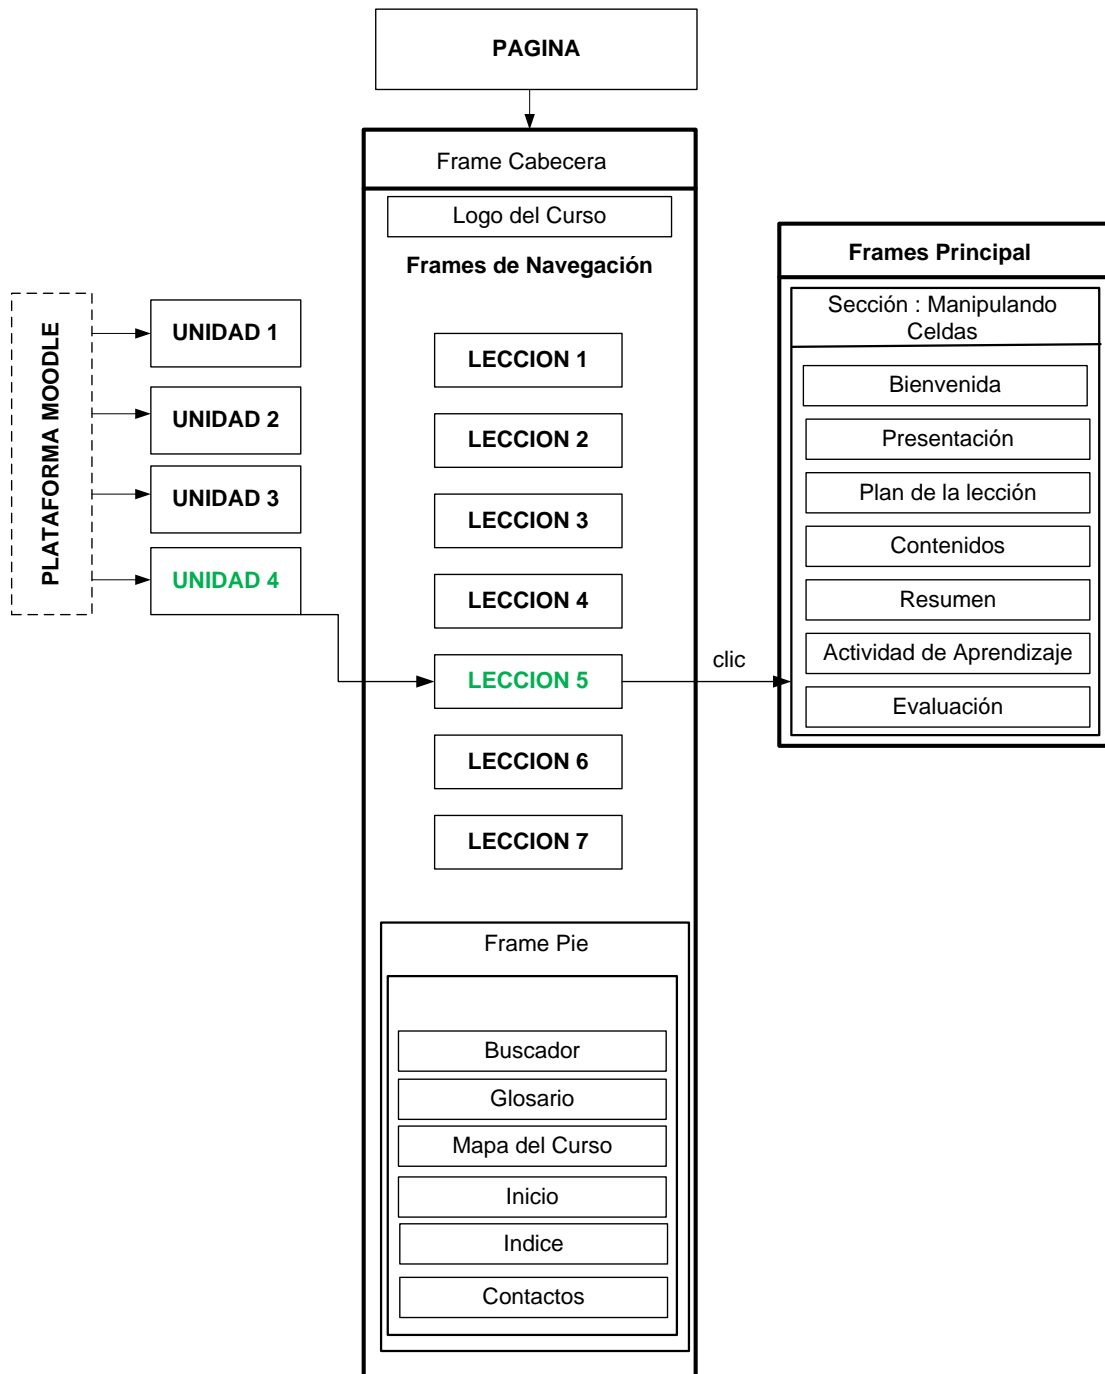 PAGINA
Frame Cabecera
Logo del Curso
Frames de Navegación
PLATAFORMA MOODLE
UNIDAD 1
UNIDAD 2
UNIDAD 3
UNIDAD 4
LECCION 1
LECCION 2
LECCION 3
LECCION 4
LECCION 5
LECCION 6
LECCION 7
clic
Frames Principal
Sección : Manipulando
Celdas
Bienvenida
Presentación
Plan de la lección
Contenidos
Resumen
Actividad de Aprendizaje
Evaluación
Frame Pie
Buscador
Glosario
Mapa del Curso
Inicio
Indice
Contactos